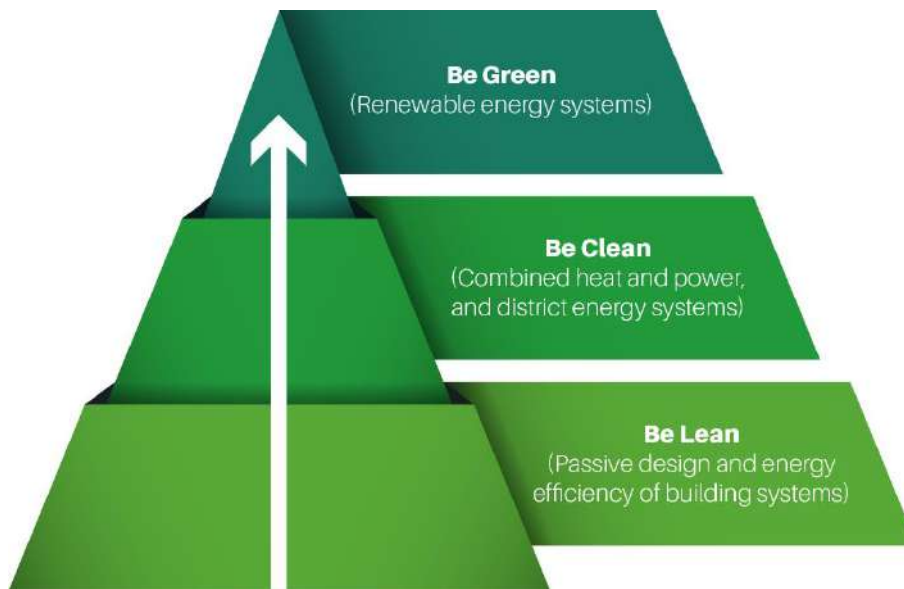 Be Green
(Renewable energy systems)
Be Clean
(Combined heat and power,
and district energy systems)
Be Lean
(Passive design and energy
efficiency of building systems)